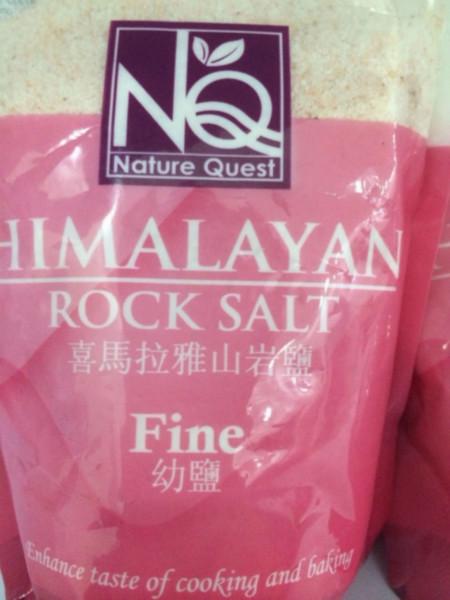 NQ
Nature Quest
HIMALAYAN
ROCK SALT
喜馬拉雅山岩鹽
Fine
幼鹽
Enhance taste of cooking and baking